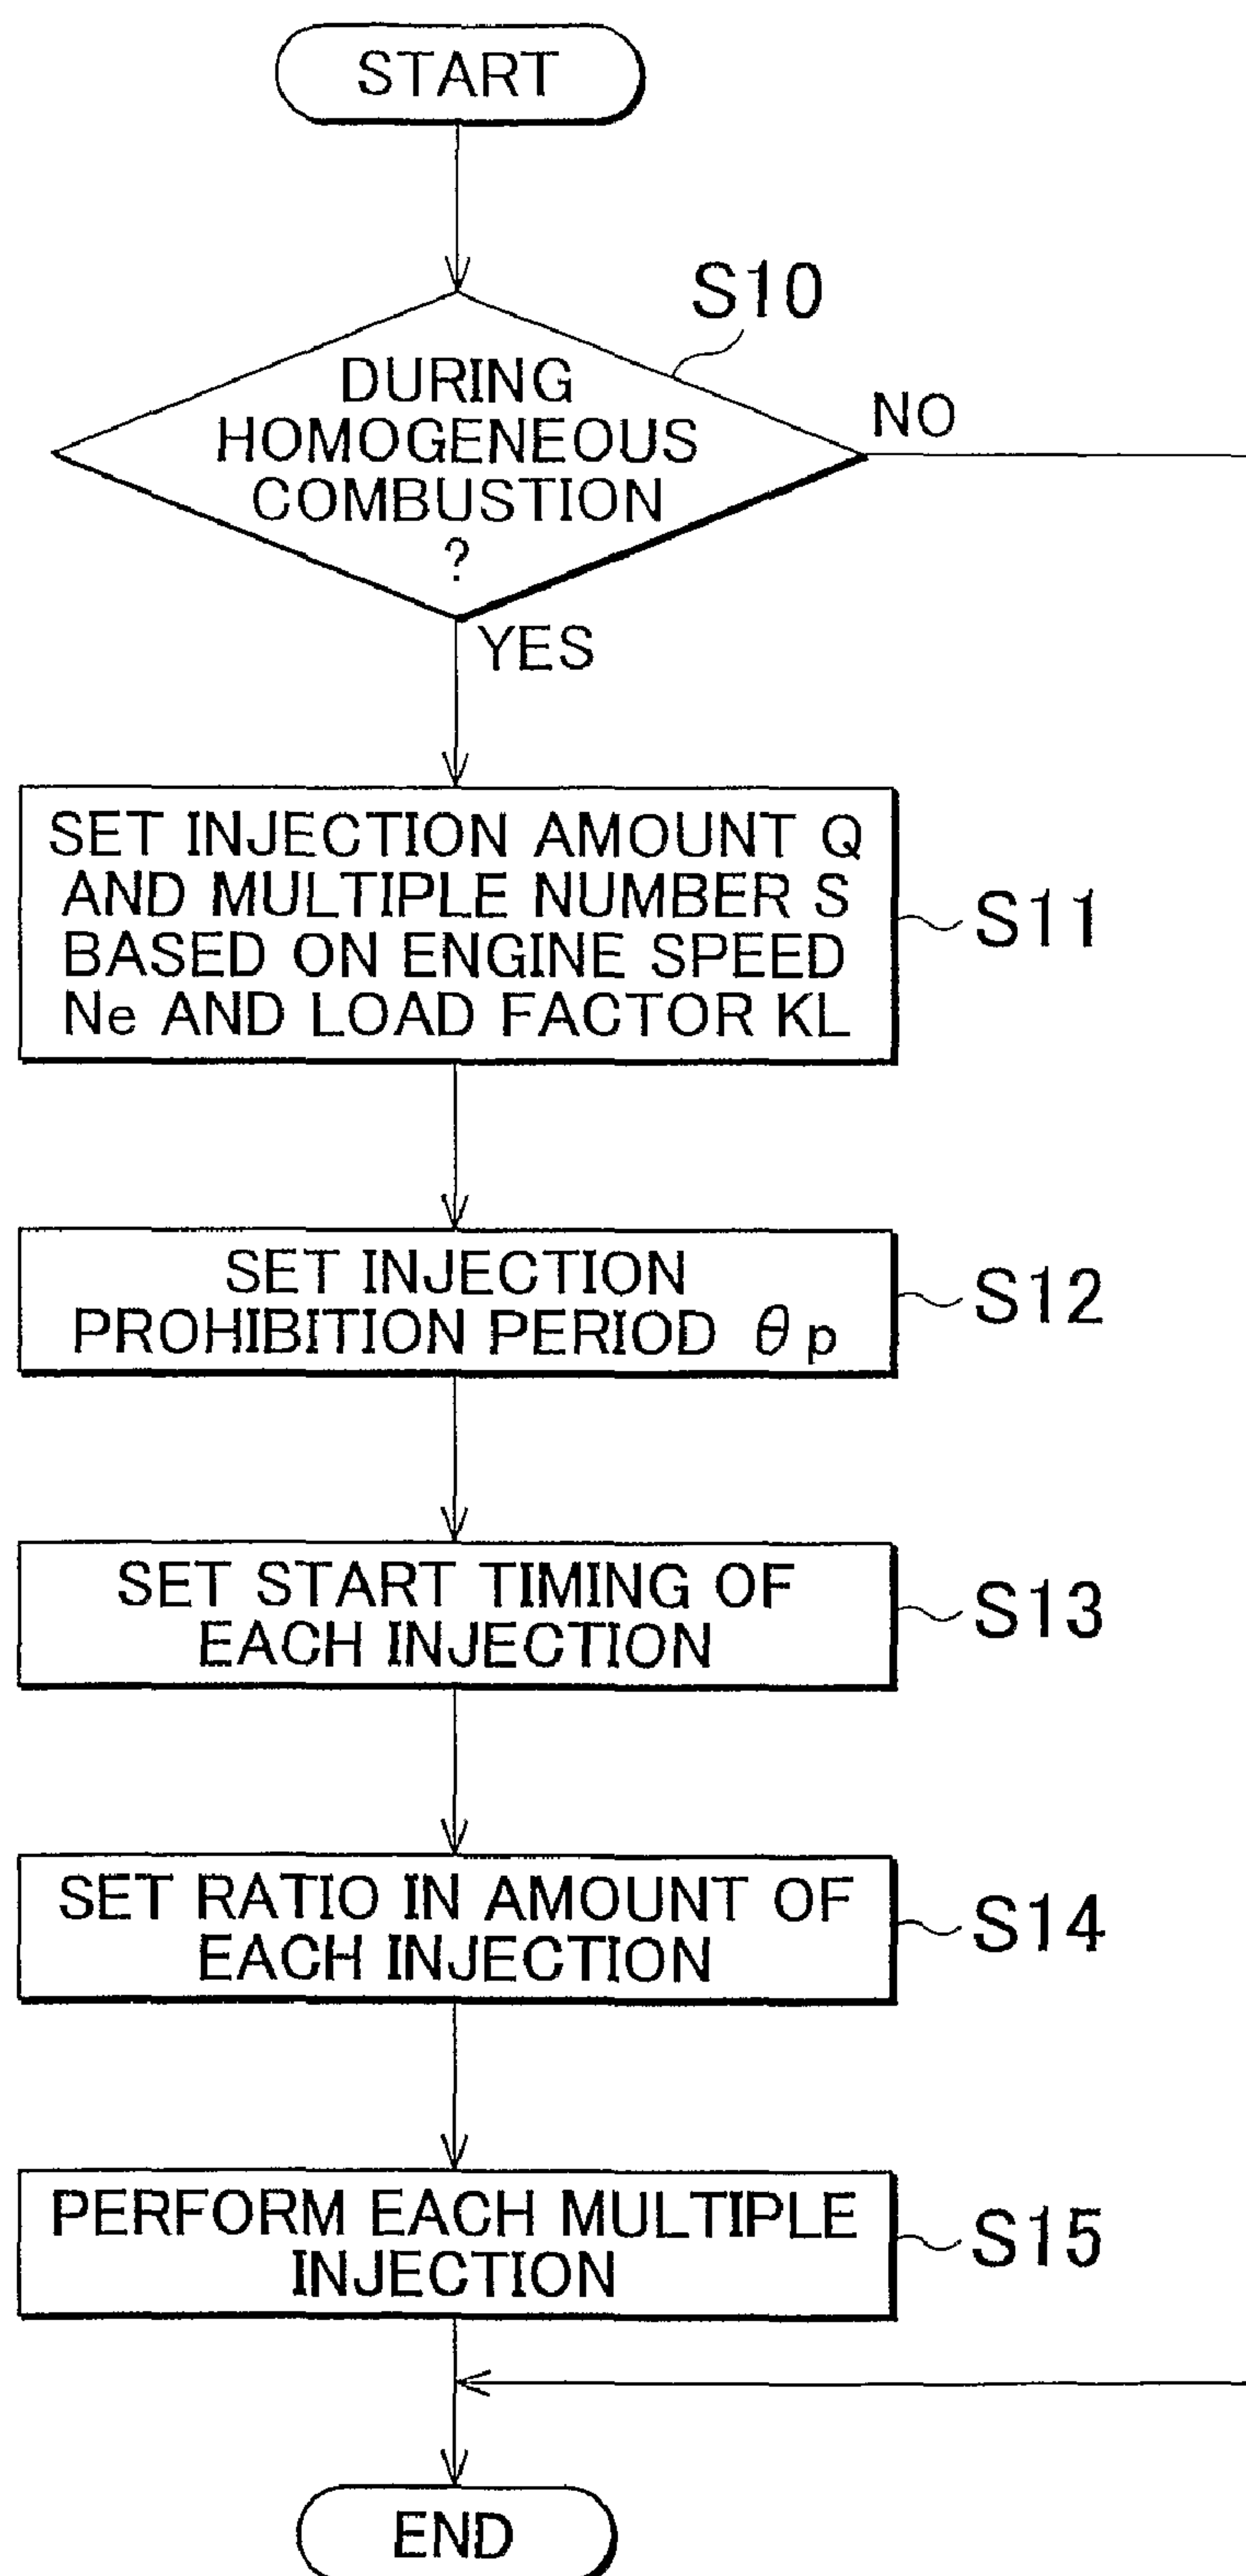 START
S10
DURING
HOMOGENEOUS
COMBUSTION
?
NO
YES
SET INJECTION AMOUNT Q
AND MULTIPLE NUMBER S
BASED ON ENGINE SPEED
Ne AND LOAD FACTOR KL
S11
SET INJECTION
PROHIBITION PERIOD θp
S12
SET START TIMING OF
EACH INJECTION
S13
SET RATIO IN AMOUNT OF
EACH INJECTION
S14
PERFORM EACH MULTIPLE
INJECTION
S15
END